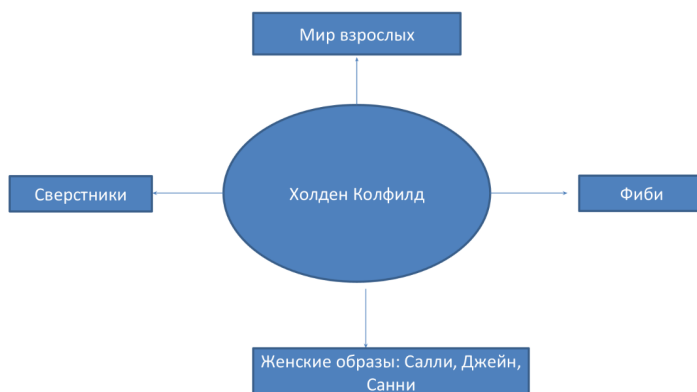 Мир взрослых
Сверстники
Холден Колфилд
Фиби
Женские образы: Салли, Джейн,
Санни